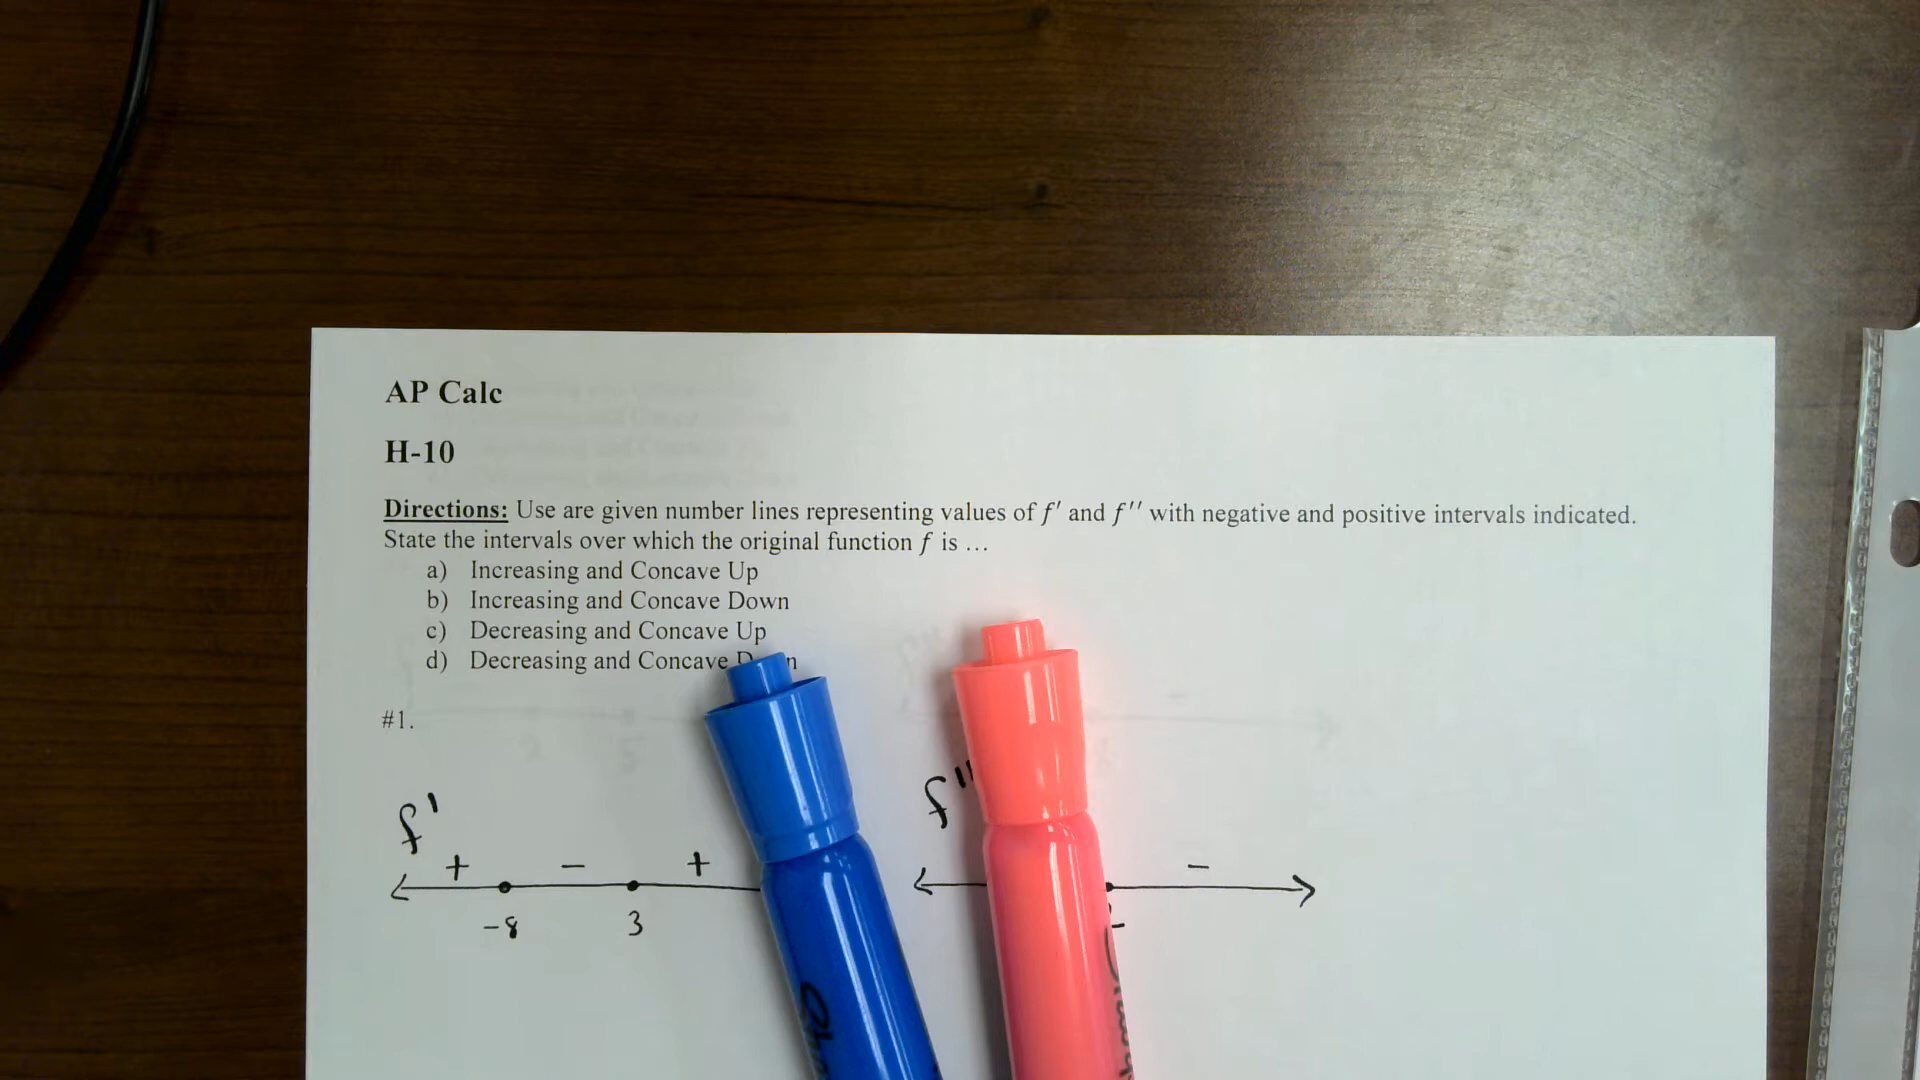 AP Calc
H-10
Directions: Use are given number lines representing values of f′ and f′′ with negative and positive intervals indicated.
State the intervals over which the original function f is …
a) Increasing and Concave Up
b) Increasing and Concave Down
c) Decreasing and Concave Up
d) Decreasing and Concave
#1.
f' f"
+ − + −
-8 3